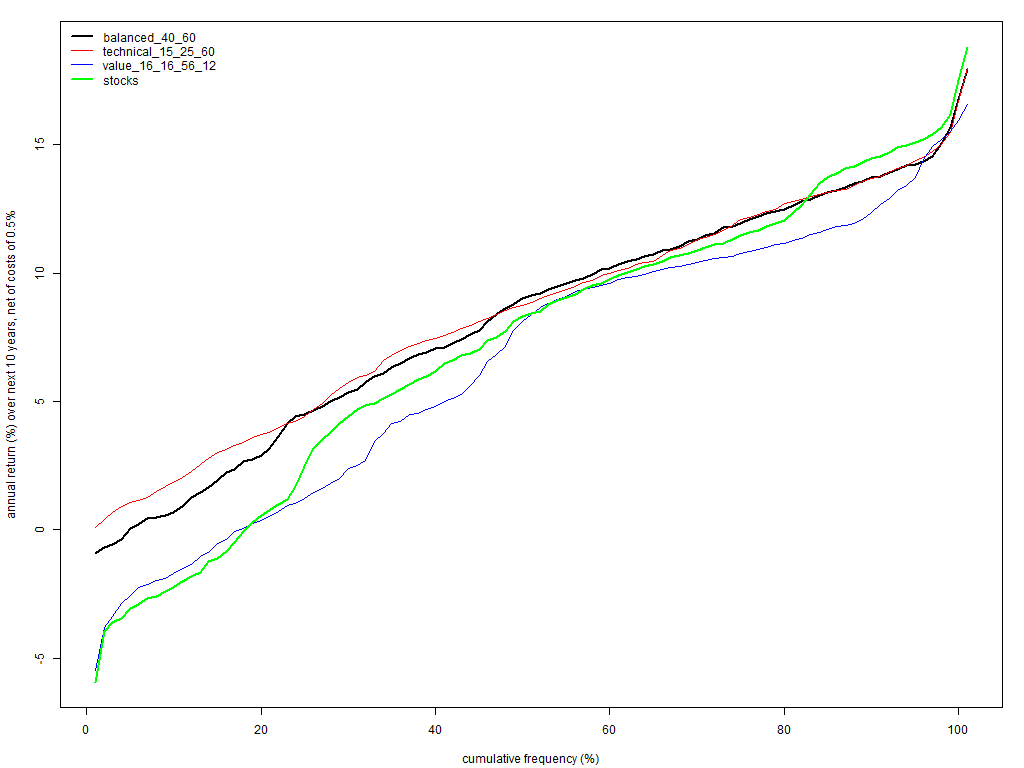 balanced_40_60
technical_15_25_60
value_16_16_56_12
stocks
annual return (%) over next 10 years, net of costs of 0.5%
15
10
5
0
-5
0 20 40 60 80 100
cumulative frequency (%)